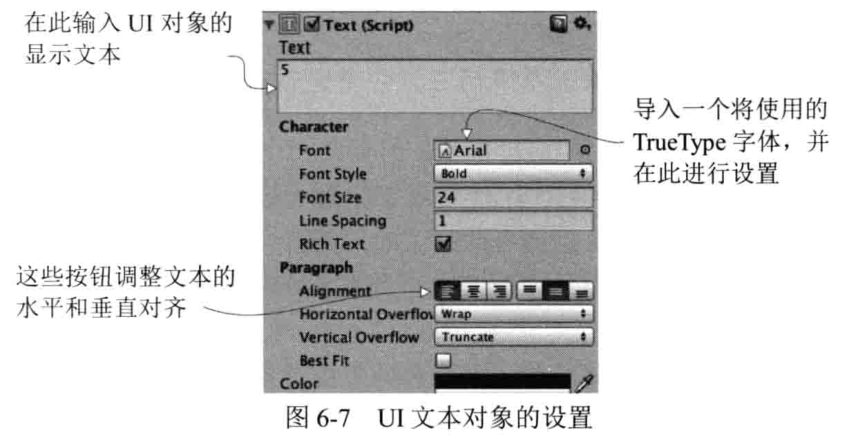 在此输入 UI 对象的
显示文本
Text (Script)
Text
5
Character
Font
Arial
Font Style
Bold
Font Size
24
Line Spacing
1
Rich Text
Paragraph
Alignment
Horizontal Overflow
Wrap
Vertical Overflow
Truncate
Best Fit
Color
导入一个将使用的
TrueType 字体，并
在此进行设置
这些按钮调整文本的
水平和垂直对齐
图 6-7 UI 文本对象的设置